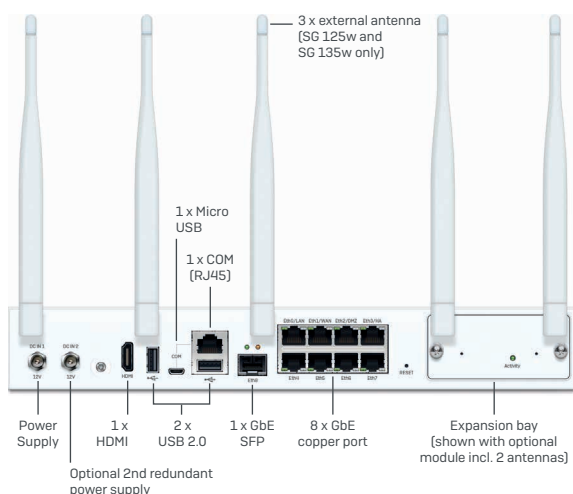 3 x external antenna
(SG 125w and
SG 135w only)
1 x Micro
USB
1 x COM
(RJ45)
Eth0/LAN Eth1/WAN Eth2/DMZ Eth3/HA
DC IN 1
DC IN 2
COM
12V
12V
HDMI
Eth8
Eth4
Eth5
Eth6
Eth7
RESET
Activity
Power
Supply
1 x
HDMI
2 x
USB 2.0
1 x GbE
SFP
8 x GbE
copper port
Expansion bay
(shown with optional
module incl. 2 antennas)
Optional 2nd redundant
power supply